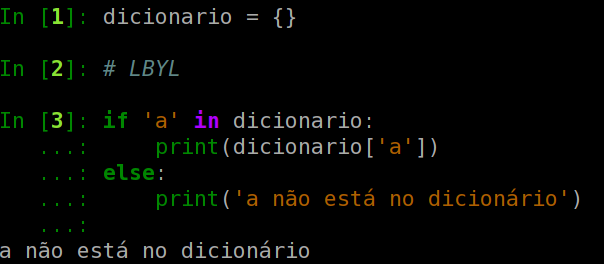 In [1]: dicionario = {}
In [2]: # LBYL
In [3]: if 'a' in dicionario:
   ...:     print(dicionario['a'])
   ...: else:
   ...:     print('a não está no dicionário')
   ...:
a não está no dicionário